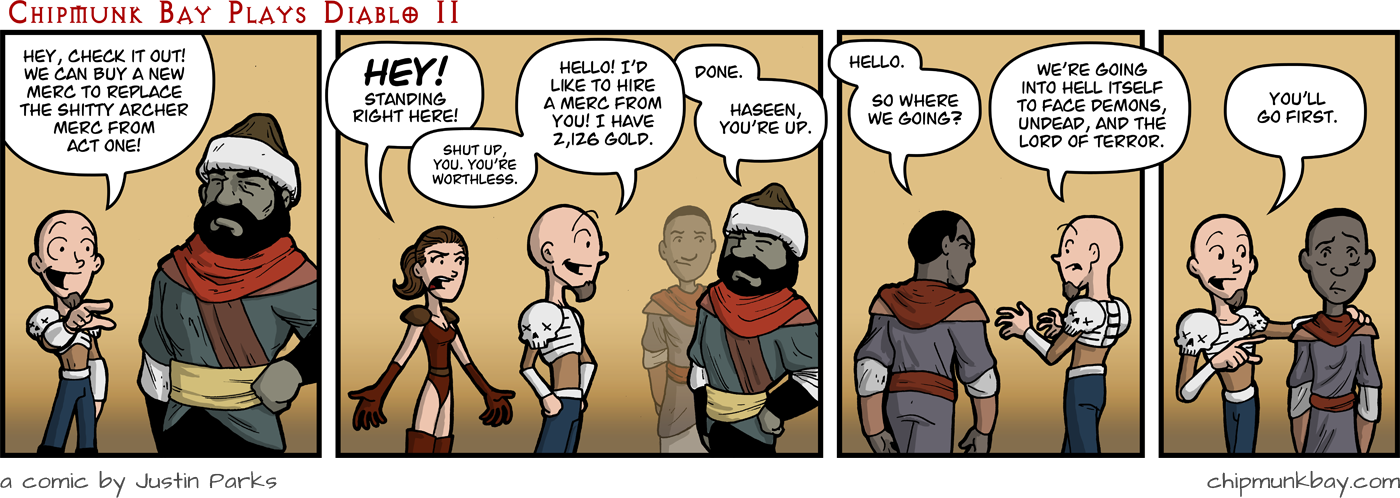 Chipmunk Bay Plays Diablo II
HEY, CHECK IT OUT!
WE CAN BUY A NEW
MERC TO REPLACE
THE SHITTY ARCHER
MERC FROM
ACT ONE!
HEY!
STANDING
RIGHT HERE!
SHUT UP,
YOU. YOU'RE
WORTHLESS.
HELLO! I'D
LIKE TO HIRE
A MERC FROM
YOU! I HAVE
2,126 GOLD.
DONE.
HASEEN,
YOU'RE UP.
HELLO.
SO WHERE
WE GOING?
WE'RE GOING
INTO HELL ITSELF
TO FACE DEMONS,
UNDEAD, AND THE
LORD OF TERROR.
YOU'LL
GO FIRST.
a comic by Justin Parks
chipmunkbay.com